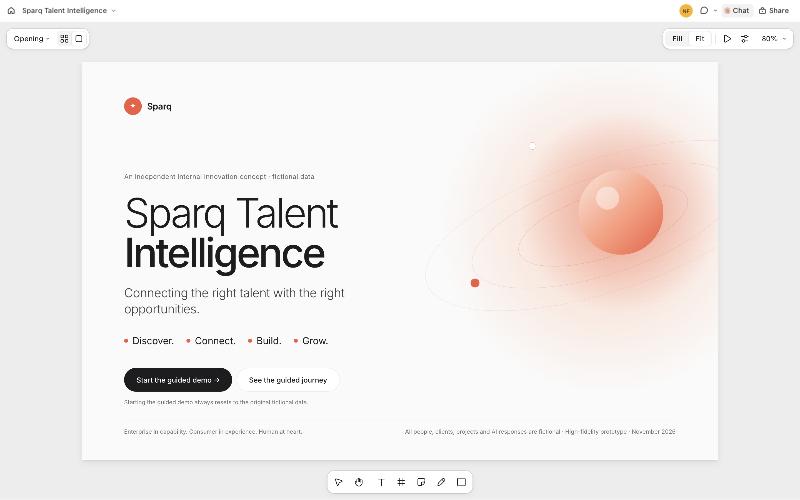 Sparq Talent Intelligence
NF
Chat
Share
Opening
Fill
Fit
80%
Sparq
An independent internal innovation concept · fictional data
Sparq Talent
Intelligence
Connecting the right talent with the right
opportunities.
Discover.
Connect.
Build.
Grow.
Start the guided demo →
See the guided journey
Starting the guided demo always resets to the original fictional data.
Enterprise in capability. Consumer in experience. Human at heart.
All people, clients, projects and AI responses are fictional · High-fidelity prototype · November 2026